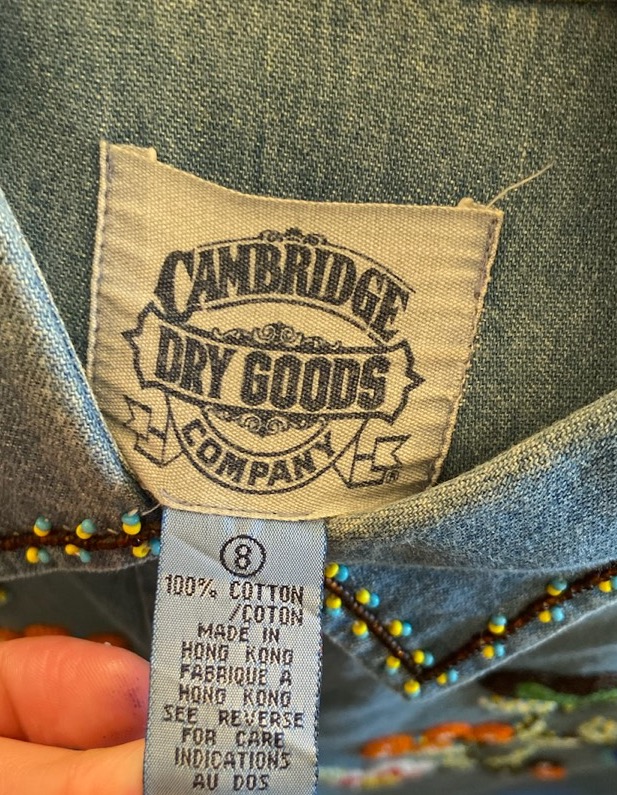 CAMBRIDGE
DRY GOODS
COMPANY
®
8
100% COTTON
/COTON
MADE IN
HONG KONG
FABRIQUE A
HONG KONG
SEE REVERSE
FOR CARE
INDICATIONS
AU DOS